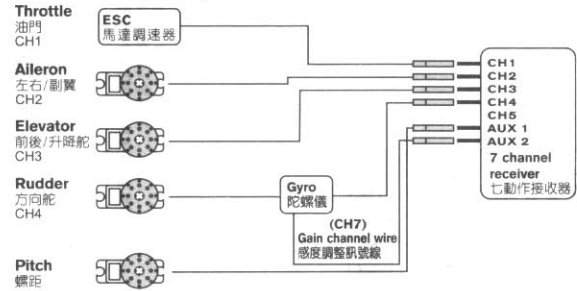 Throttle
油門
CH1
ESC
馬達調速器
Aileron
左右/副翼
CH2
Elevator
前後/升降舵
CH3
Rudder
方向舵
CH4
Gyro
陀螺儀
(CH7)
Gain channel wire
感度調整訊號線
Pitch
螺距
CH1
CH2
CH3
CH4
CH5
AUX 1
AUX 2
7 channel
receiver
七動作接收器